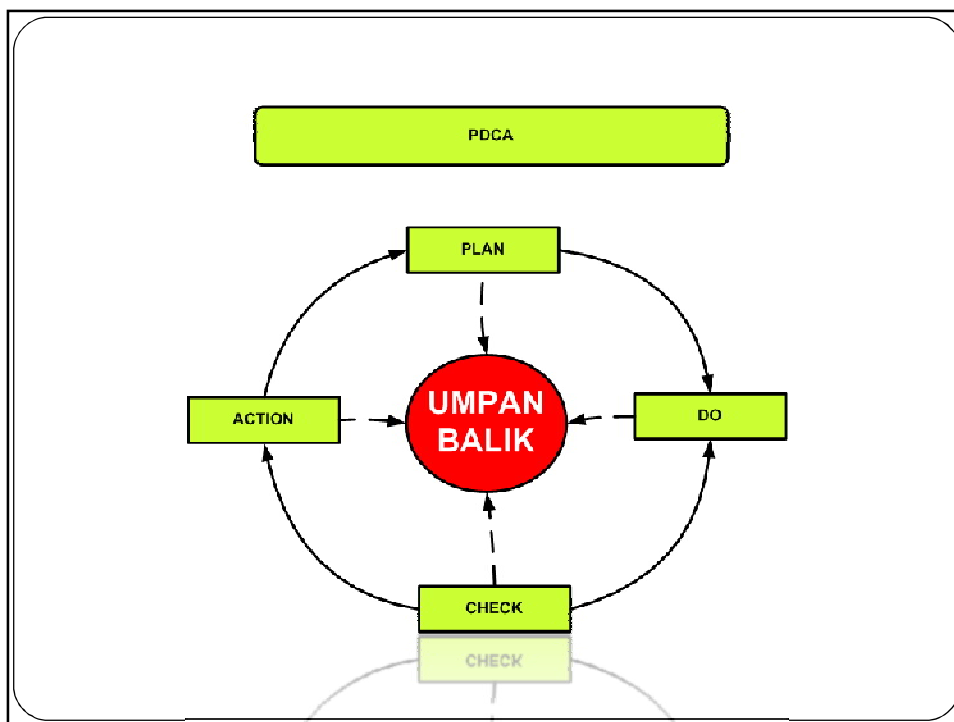 PDCA
PLAN
ACTION
UMPAN
BALIK
DO
CHECK
CHECK